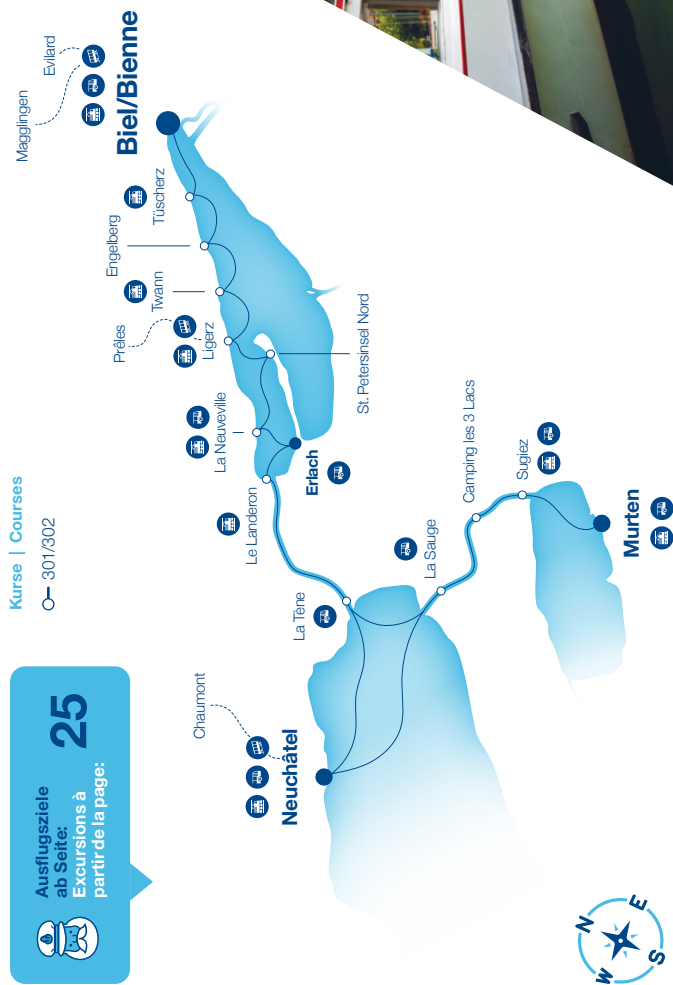 Ausflugsziele
ab Seite:
Excursions à
partir de la page:
25
Kurse | Courses
301/302
Magglingen
Evilard
Biel/Bienne
Tüscherz
Engelberg
Twann
Prêles
Ligerz
St. Petersinsel Nord
La Neuveville
Erlach
Le Landeron
La Tène
Chaumont
Neuchâtel
La Sauge
Camping les 3 Lacs
Sugiez
Murten
N
E
S
W